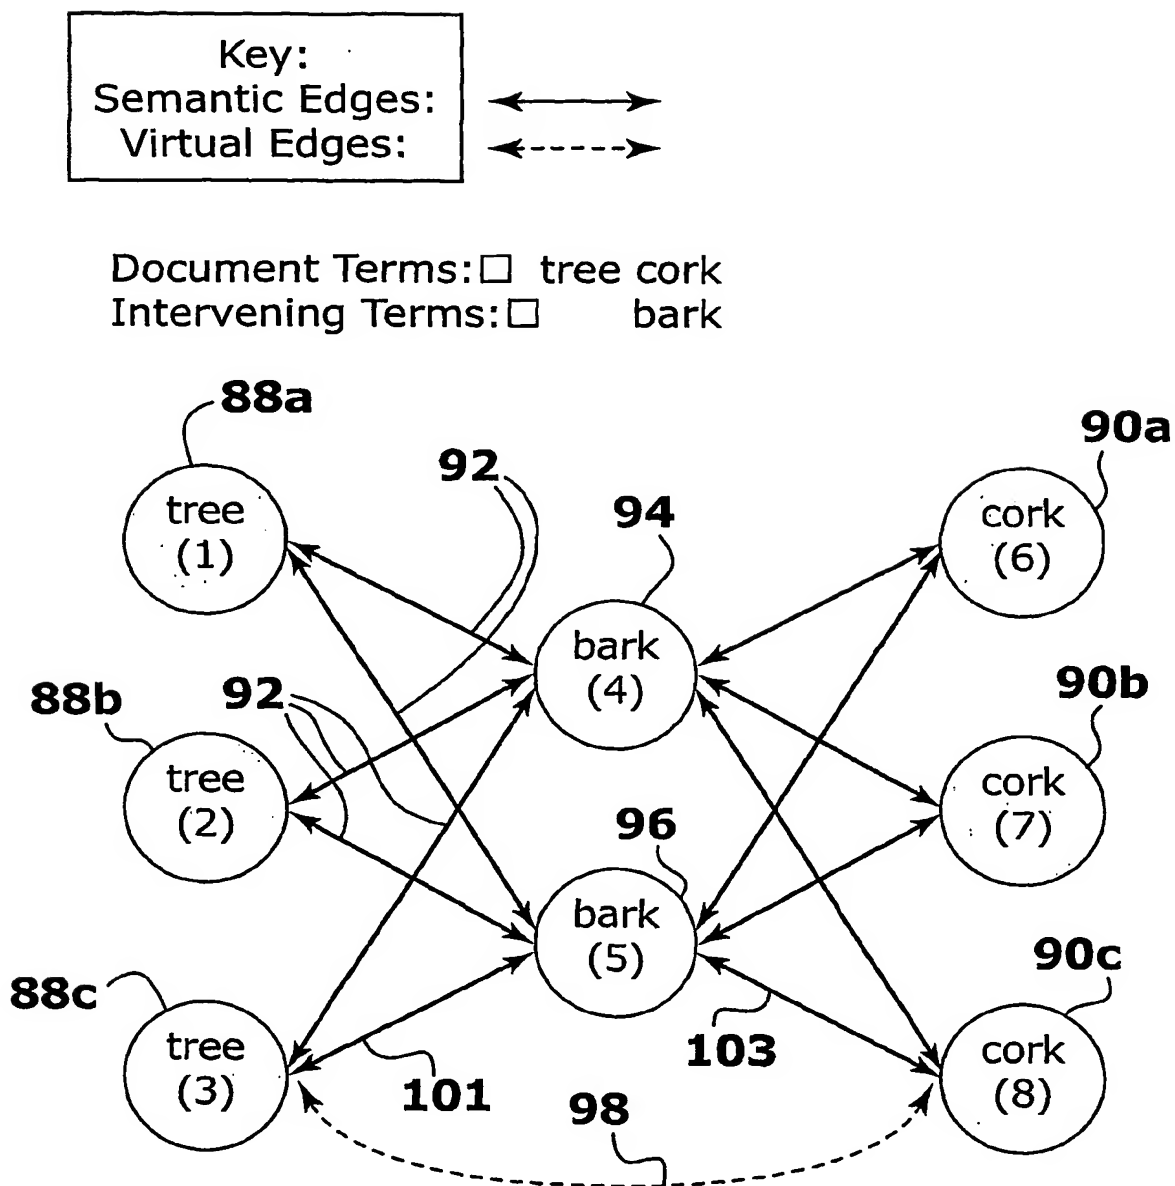 Key:
Semantic Edges:
Virtual Edges:
Document Terms:□ tree cork
Intervening Terms:□ bark
88a
90a
92
94
tree
(1)
cork
(6)
bark
(4)
88b
92
90b
tree
(2)
cork
(7)
96
bark
(5)
88c
90c
tree
(3)
101
103
cork
(8)
98